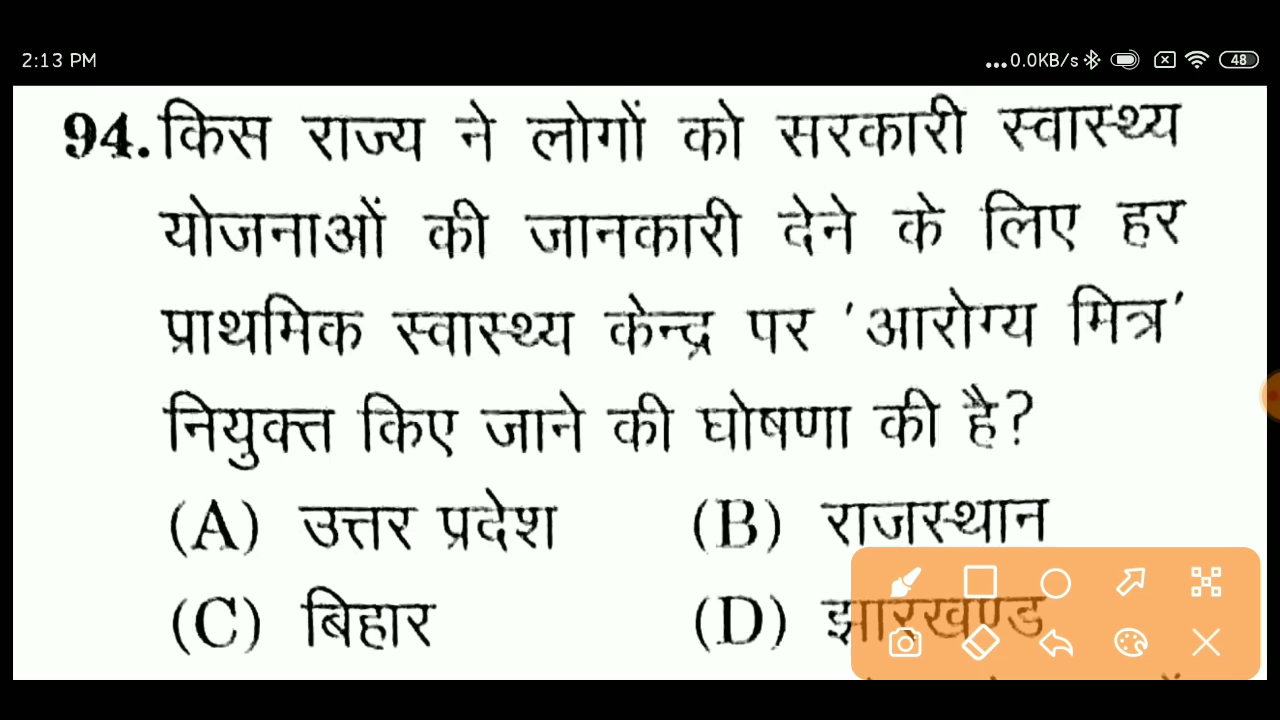 2:13 PM
...0.0KB/s 48
94. किस राज्य ने लोगों को सरकारी स्वास्थ्य
योजनाओं की जानकारी देने के लिए हर
प्राथमिक स्वास्थ्य केन्द्र पर 'आरोग्य मित्र'
नियुक्त किए जाने की घोषणा की है?
(A) उत्तर प्रदेश (B) राजस्थान
(C) बिहार (D) झारखण्ड